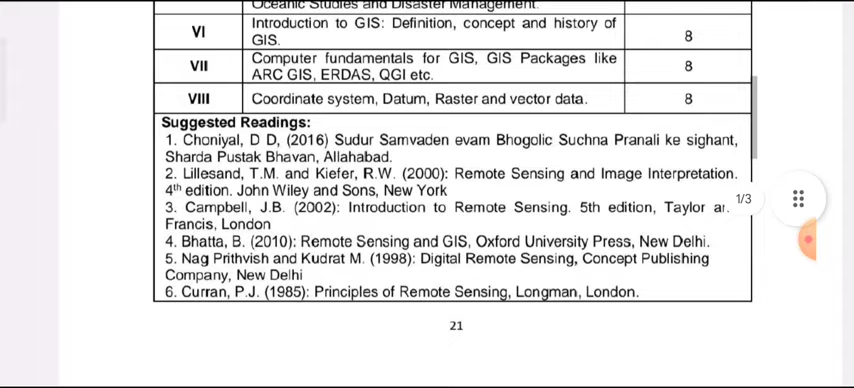 Oceanic Studies and Disaster Management.
VI
Introduction to GIS: Definition, concept and history of
GIS.
8
VII
Computer fundamentals for GIS, GIS Packages like
ARC GIS, ERDAS, QGI etc.
8
VIII
Coordinate system, Datum, Raster and vector data.
8
Suggested Readings:
1. Choniyal, D D, (2016) Sudur Samvaden evam Bhogolic Suchna Pranali ke sighant,
Sharda Pustak Bhavan, Allahabad.
2. Lillesand, T.M. and Kiefer, R.W. (2000): Remote Sensing and Image Interpretation.
4th edition. John Wiley and Sons, New York
3. Campbell, J.B. (2002): Introduction to Remote Sensing. 5th edition, Taylor
1/3
Francis, London
4. Bhatta, B. (2010): Remote Sensing and GIS, Oxford University Press, New Delhi.
5. Nag Prithvish and Kudrat M. (1998): Digital Remote Sensing, Concept Publishing
Company, New Delhi
6. Curran, P.J. (1985): Principles of Remote Sensing, Longman, London.
21